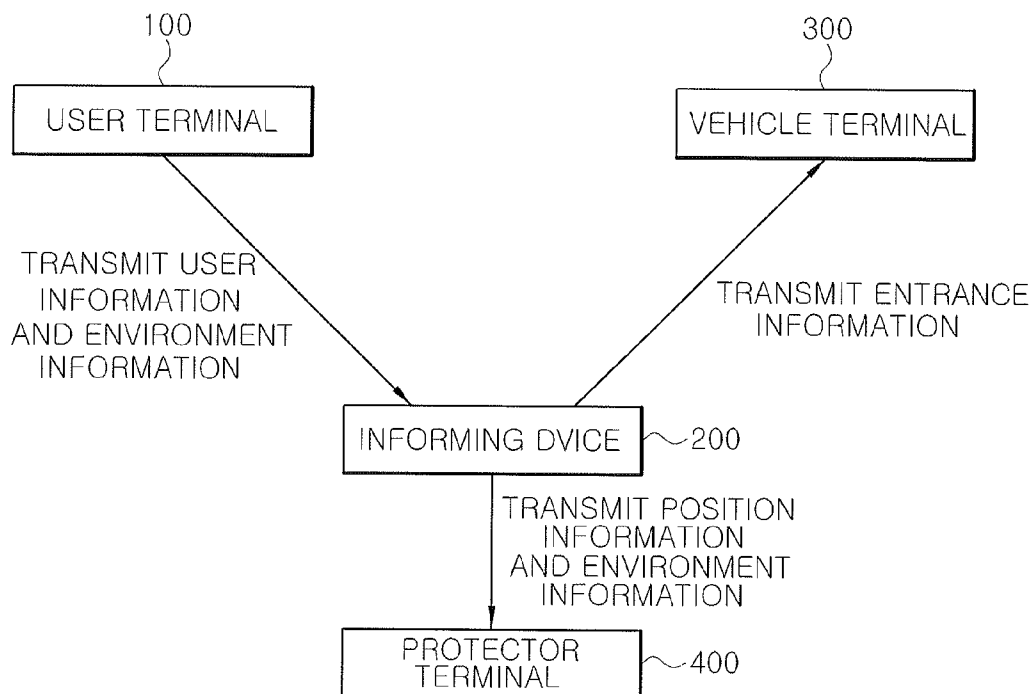 100
300
USER TERMINAL
VEHICLE TERMINAL
TRANSMIT USER
INFORMATION
AND ENVIRONMENT
INFORMATION
TRANSMIT ENTRANCE
INFORMATION
INFORMING DVICE
200
TRANSMIT POSITION
INFORMATION
AND ENVIRONMENT
INFORMATION
PROTECTOR
TERMINAL
400